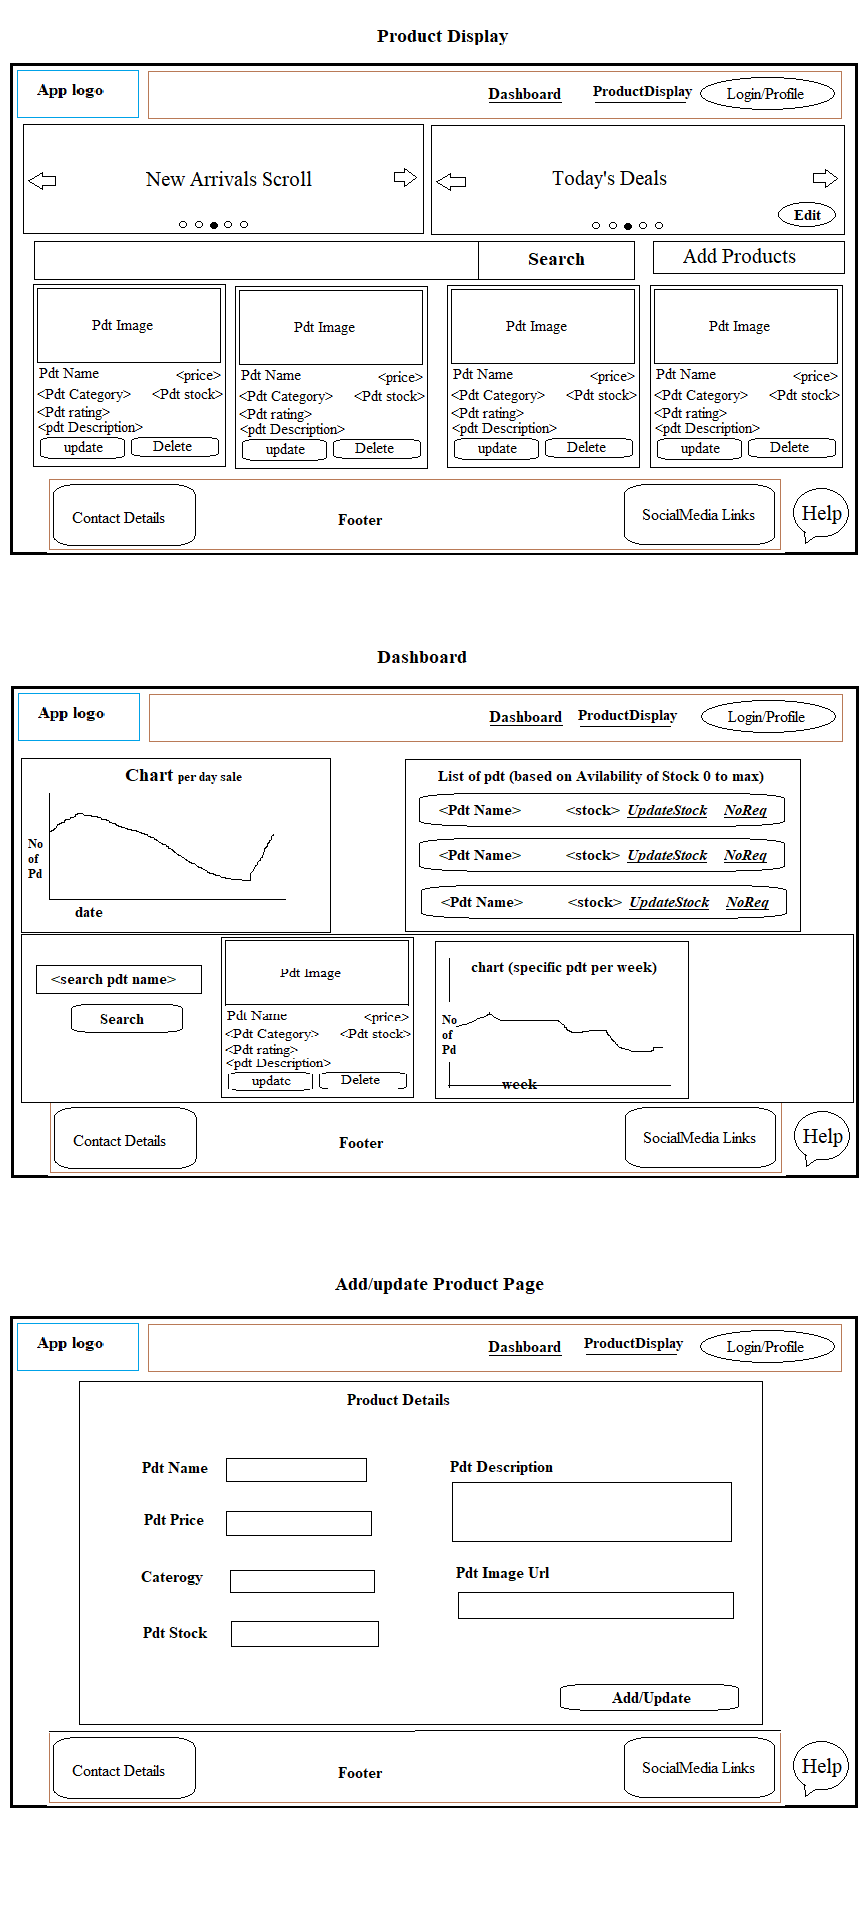 Product Display
App logo
Dashboard ProductDisplay Login/Profile
New Arrivals Scroll
Today's Deals
Edit
Search
Add Products
Pdt Image
Pdt Name <price>
<Pdt Category> <Pdt stock>
<Pdt rating>
<pdt Description>
update Delete
Pdt Image
Pdt Name <price>
<Pdt Category> <Pdt stock>
<Pdt rating>
<pdt Description>
update Delete
Pdt Image
Pdt Name <price>
<Pdt Category> <Pdt stock>
<Pdt rating>
<pdt Description>
update Delete
Pdt Image
Pdt Name <price>
<Pdt Category> <Pdt stock>
<Pdt rating>
<pdt Description>
update Delete
Contact Details
Footer
SocialMedia Links
Help
Dashboard
App logo
Dashboard ProductDisplay Login/Profile
Chart per day sale
No
of
Pd
date
List of pdt (based on Avilability of Stock 0 to max)
<Pdt Name> <stock> UpdateStock NoReq
<Pdt Name> <stock> UpdateStock NoReq
<Pdt Name> <stock> UpdateStock NoReq
<search pdt name>
Search
Pdt Image
Pdt Name <price>
<Pdt Category> <Pdt stock>
<Pdt rating>
<pdt Description>
update Delete
chart (specific pdt per week)
No
of
Pd
week
Contact Details
Footer
SocialMedia Links
Help
Add/update Product Page
App logo
Dashboard ProductDisplay Login/Profile
Product Details
Pdt Name
Pdt Price
Caterogy
Pdt Stock
Pdt Description
Pdt Image Url
Add/Update
Contact Details
Footer
SocialMedia Links
Help